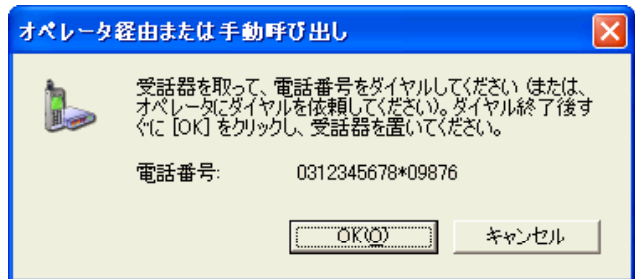 オペレータ経由または手動呼び出し
受話器を取って、電話番号をダイヤルしてください (または、
オペレータにダイヤルを依頼してください)。ダイヤル終了後す
ぐに [OK] をクリックし、受話器を置いてください。
電話番号: 0312345678*09876
OK(O) キャンセル